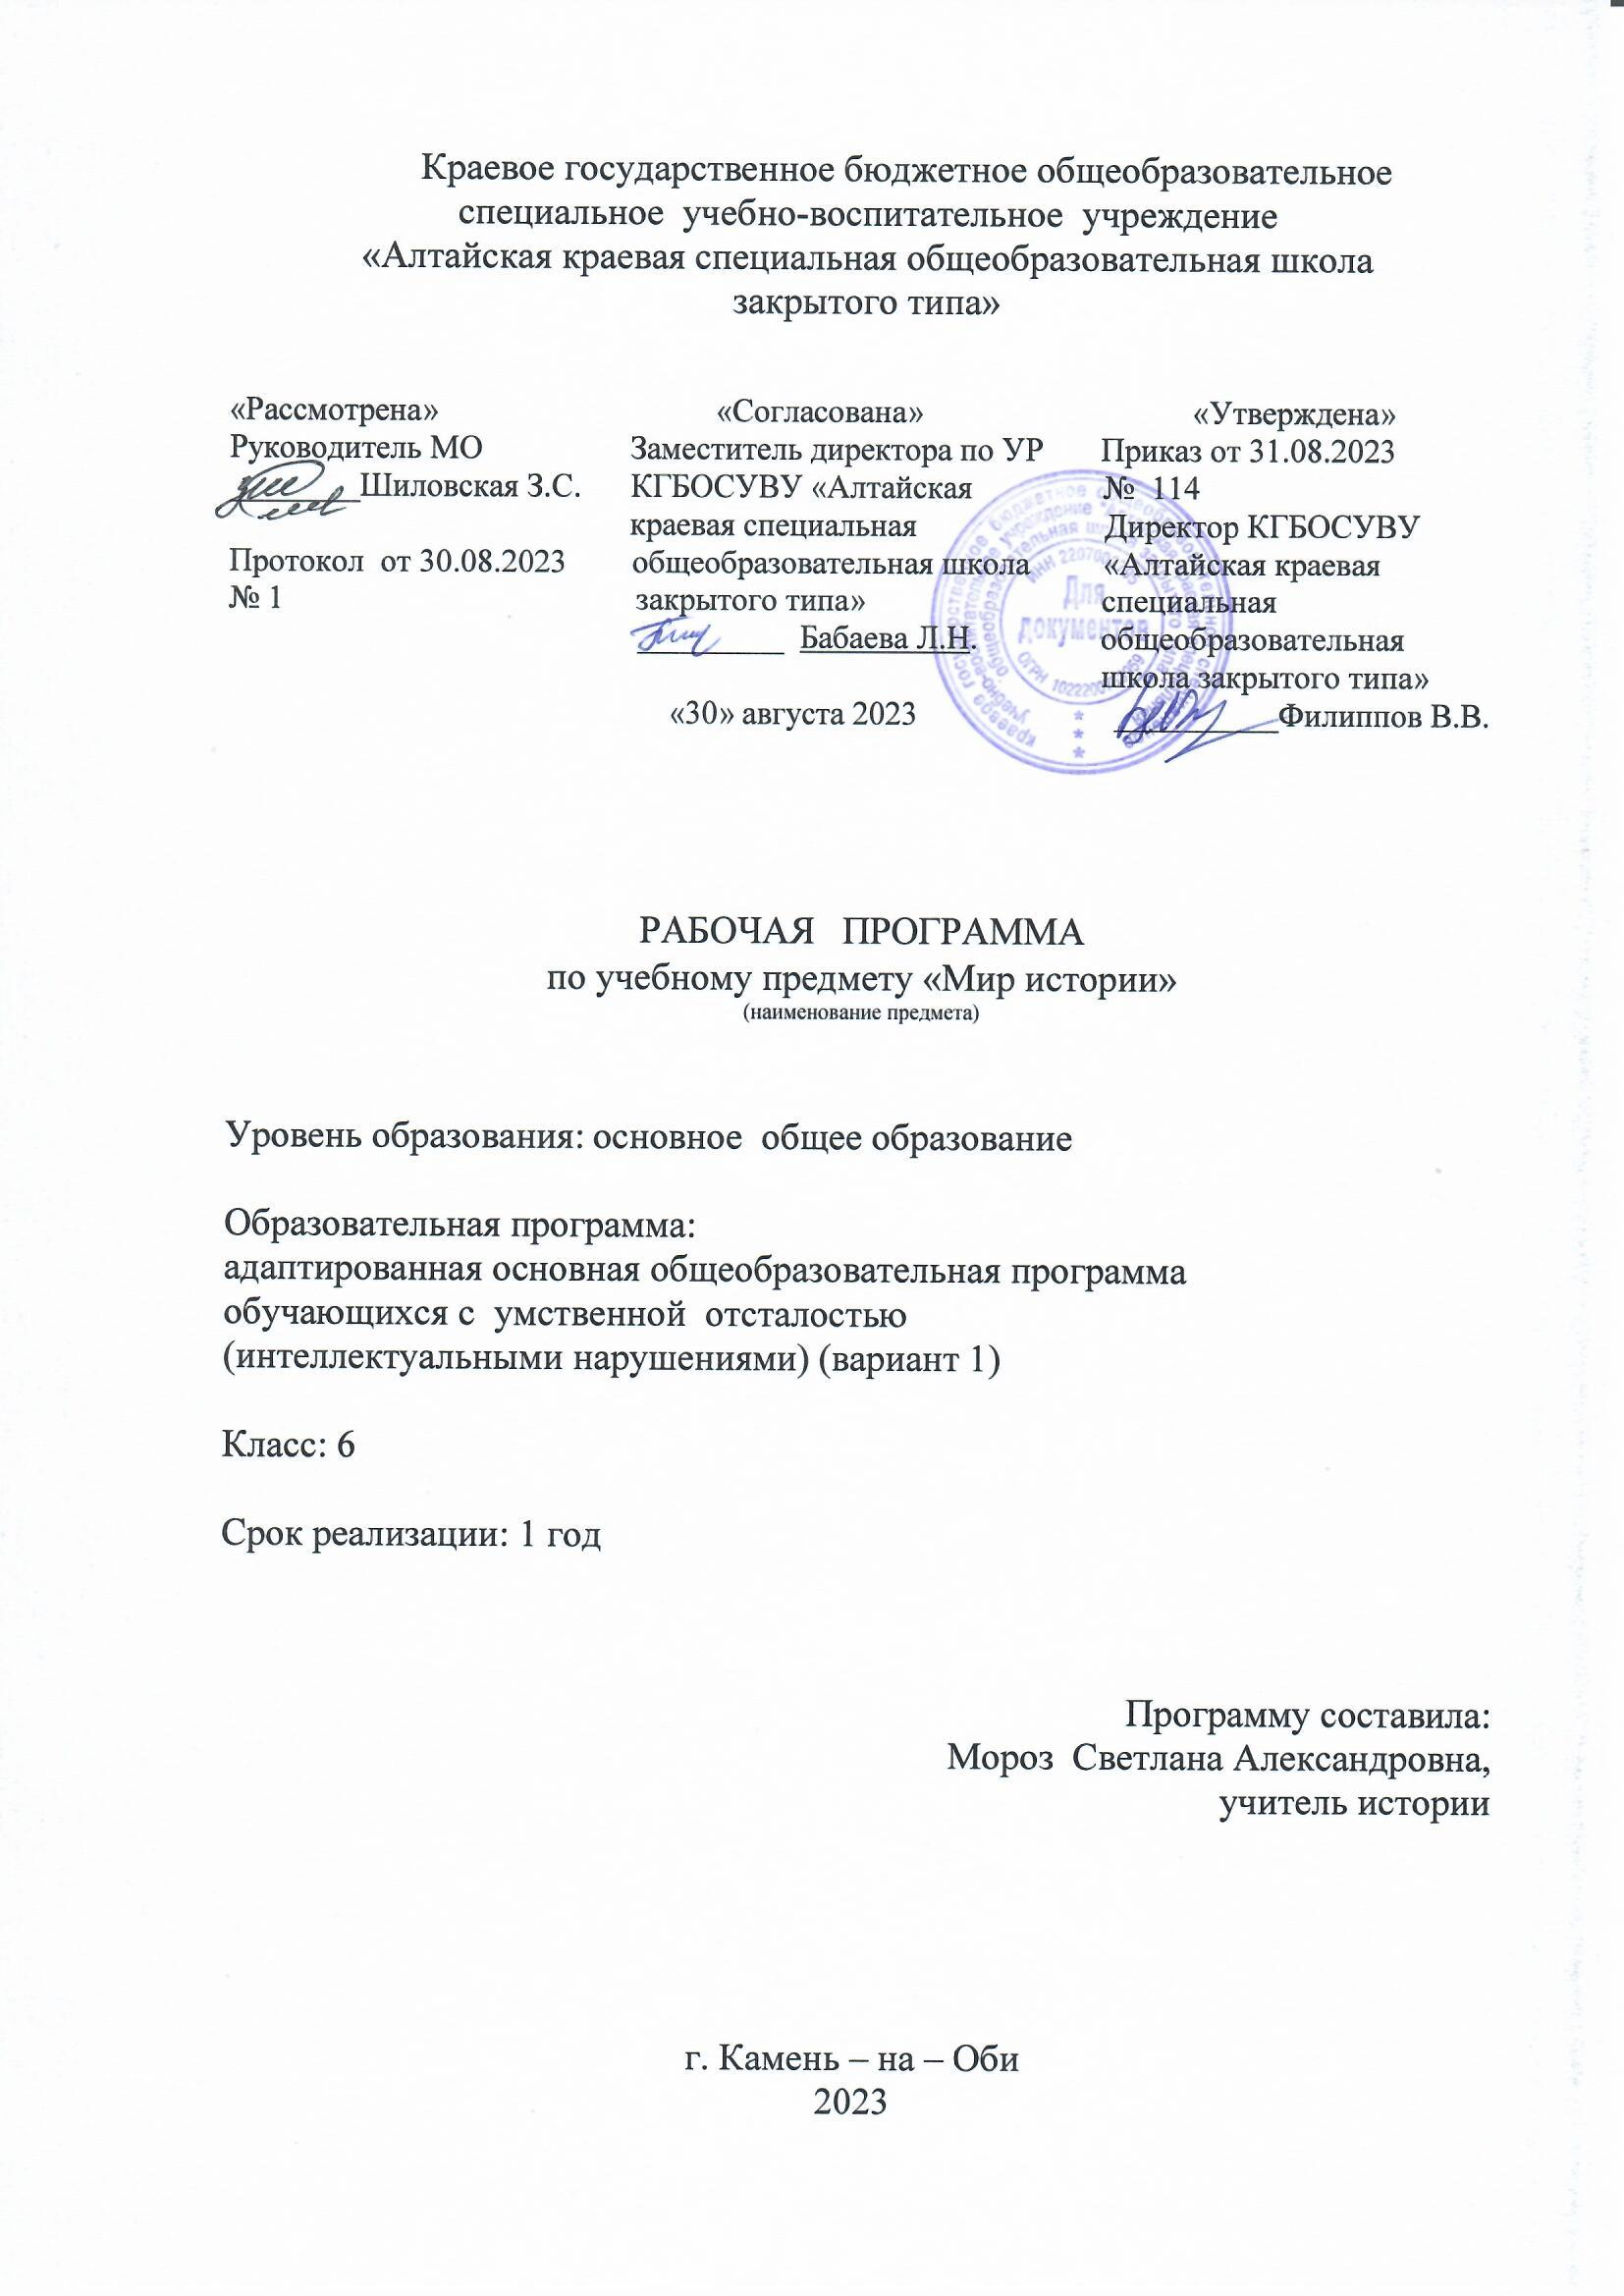 Краевое государственное бюджетное общеобразовательное
специальное учебно-воспитательное учреждение
«Алтайская краевая специальная общеобразовательная школа
закрытого типа»
«Рассмотрена»
Руководитель МО
Шиловская З.С.
Протокол от 30.08.2023
№ 1
«Согласована»
Заместитель директора по УР
КГБОСУВУ «Алтайская
краевая специальная
общеобразовательная школа
закрытого типа»
Бабаева Л.Н.
«30» августа 2023
«Утверждена»
Приказ от 31.08.2023
№ 114
Директор КГБОСУВУ
«Алтайская краевая
специальная
общеобразовательная
школа закрытого типа»
Филиппов В.В.
Для
документов
РАБОЧАЯ ПРОГРАММА
по учебному предмету «Мир истории»
(наименование предмета)
Уровень образования: основное общее образование
Образовательная программа:
адаптированная основная общеобразовательная программа
обучающихся с умственной отсталостью
(интеллектуальными нарушениями) (вариант 1)
Класс: 6
Срок реализации: 1 год
Программу составила:
Мороз Светлана Александровна,
учитель истории
г. Камень – на – Оби
2023